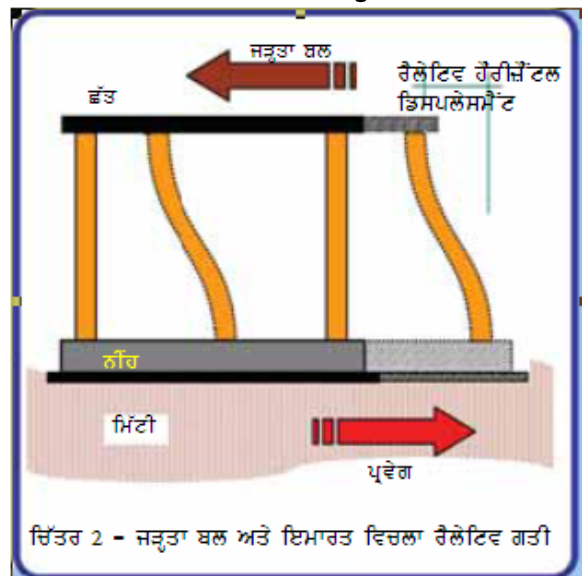 ਜੜ੍ਹਤਾ ਬਲ
ਰੈਲੇਟਿਵ ਹੌਰੀਜ਼ੌਂਟਲ
ਡਿਸਪਲੇਸਮੈਂਟ
ਛੱਤ
ਨੀਂਹ
ਮਿੱਟੀ
ਪ੍ਰਵੇਗ
ਚਿੱਤਰ 2 - ਜੜ੍ਹਤਾ ਬਲ ਅਤੇ ਇਮਾਰਤ ਵਿਚਲਾ ਰੈਲੇਟਿਵ ਗਤੀ